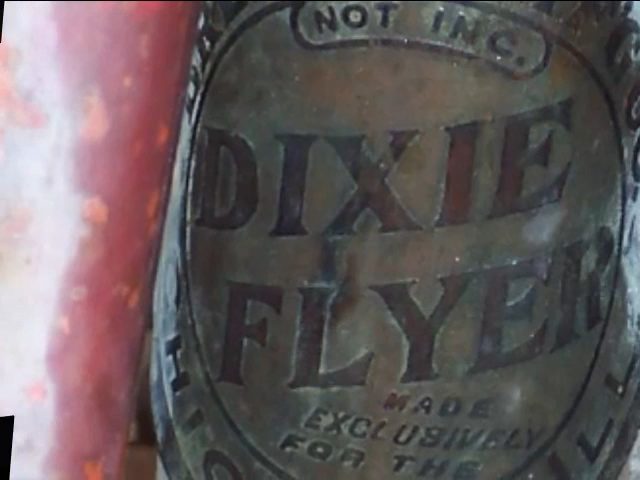 NOT INC.
DIXIE
FLYER
MADE
EXCLUSIVELY
FOR THE